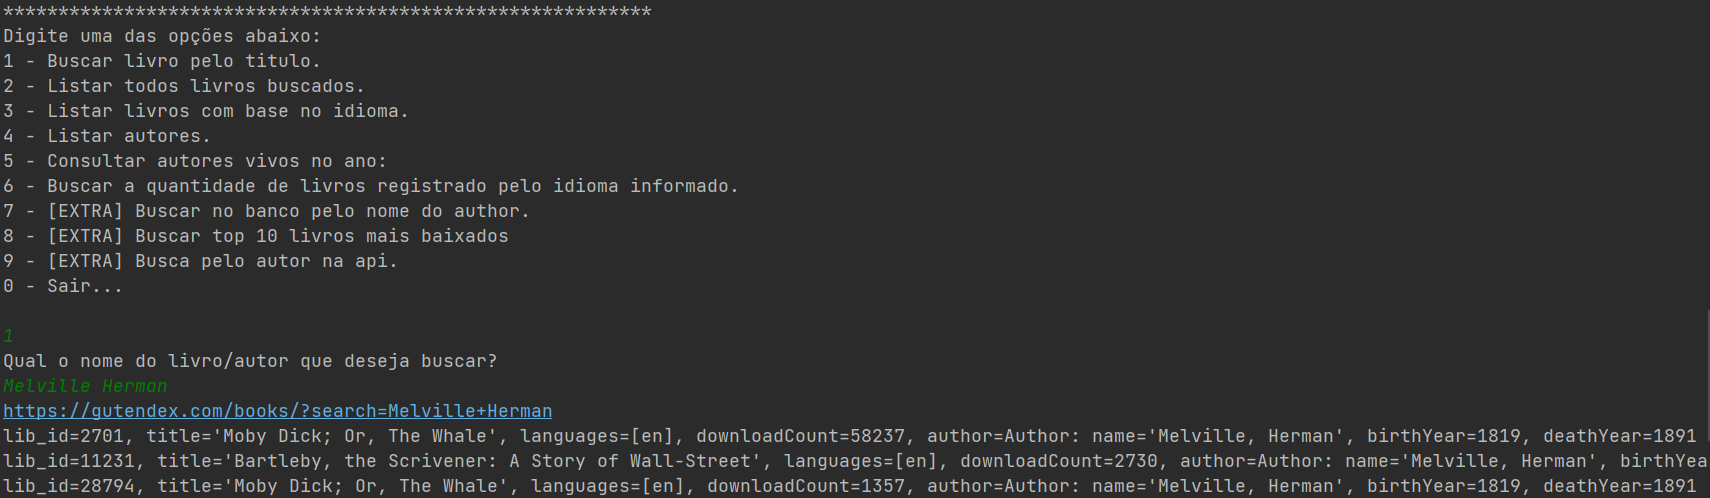 ***********************************************************
Digite uma das opções abaixo:
1 - Buscar livro pelo titulo.
2 - Listar todos livros buscados.
3 - Listar livros com base no idioma.
4 - Listar autores.
5 - Consultar autores vivos no ano:
6 - Buscar a quantidade de livros registrado pelo idioma informado.
7 - [EXTRA] Buscar no banco pelo nome do author.
8 - [EXTRA] Buscar top 10 livros mais baixados
9 - [EXTRA] Busca pelo autor na api.
0 - Sair...
1
Qual o nome do livro/autor que deseja buscar?
Melville Herman
https://gutendex.com/books/?search=Melville+Herman
lib_id=2701, title='Moby Dick; Or, The Whale', languages=[en], downloadCount=58237, author=Author: name='Melville, Herman', birthYear=1819, deathYear=1891
lib_id=11231, title='Bartleby, the Scrivener: A Story of Wall-Street', languages=[en], downloadCount=2730, author=Author: name='Melville, Herman', birthYea
lib_id=28794, title='Moby Dick; Or, The Whale', languages=[en], downloadCount=1357, author=Author: name='Melville, Herman', birthYear=1819, deathYear=1891